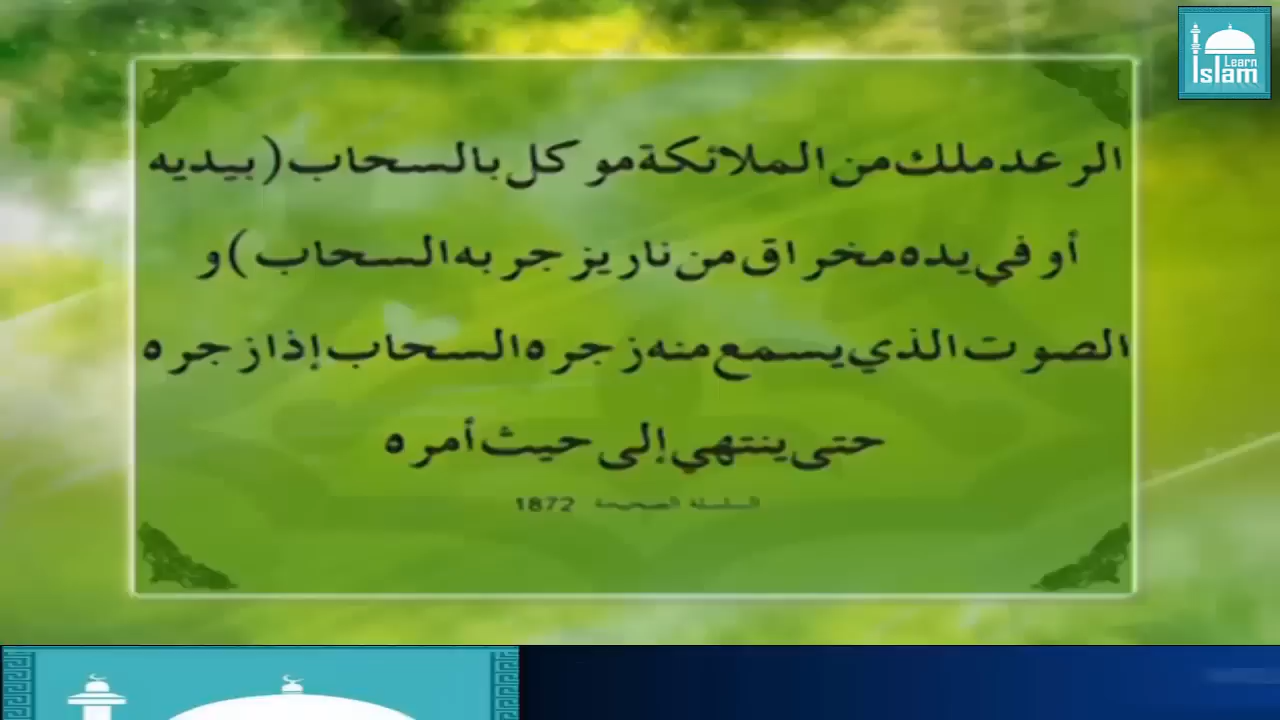 Learn
Islam
الرعد ملك من الملائكة موكل بالسحاب (بيديه
أو في يده مخراق من نار يزجر به السحاب) و
الصوت الذي يسمع منه زجره السحاب إذا زجره
حتى ينتهي إلى حيث أمره
السلسلة الصحيحة 1872